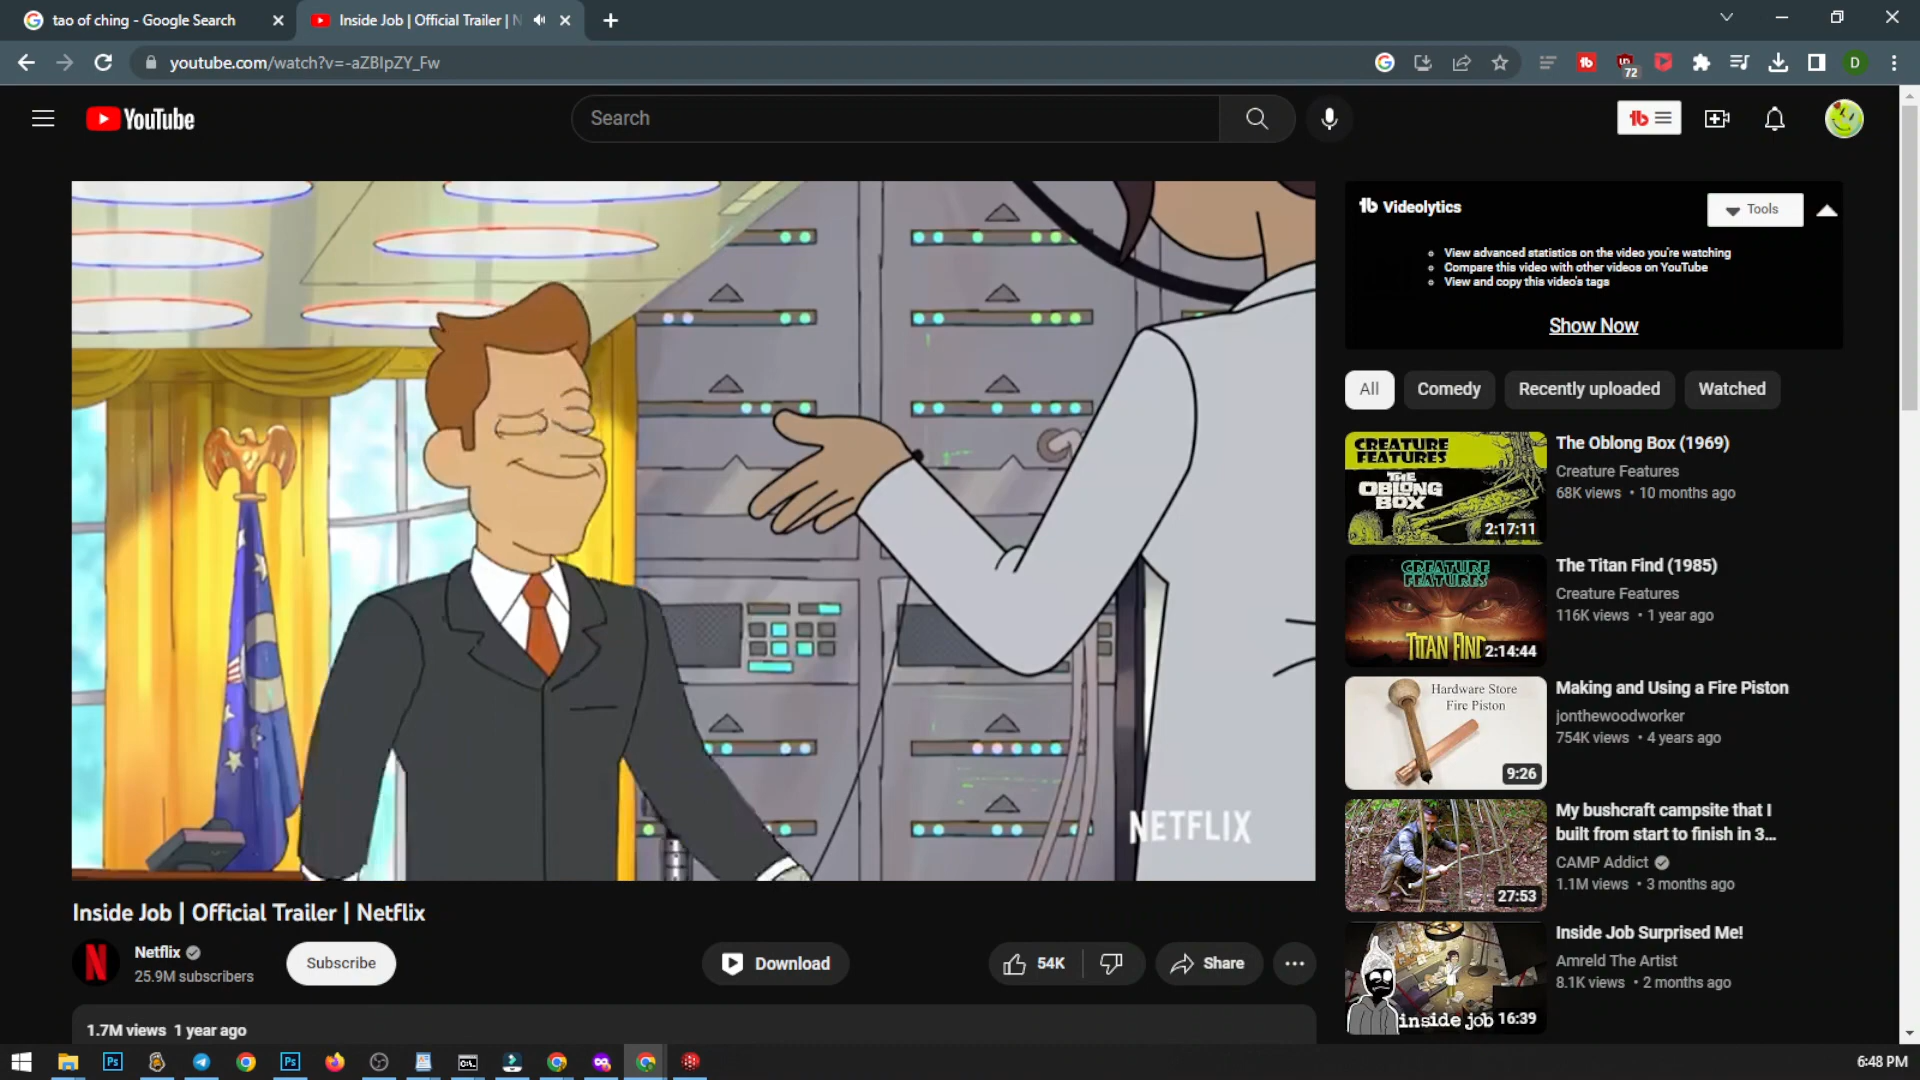 tao of ching - Google Search
Inside Job | Official Trailer | N
youtube.com/watch?v=-aZBIpZY_Fw
72
D
YouTube
Search
tb
tb Videolytics
Tools
View advanced statistics on the video you're watching
Compare this video with other videos on YouTube
View and copy this video's tags
Show Now
All
Comedy
Recently uploaded
Watched
CREATURE FEATURES
THE OBLONG BOX
2:17:11
The Oblong Box (1969)
Creature Features
68K views • 10 months ago
CREATURE FEATURES
TITAN FIND
2:14:44
The Titan Find (1985)
Creature Features
116K views • 1 year ago
Hardware Store
Fire Piston
9:26
Making and Using a Fire Piston
jonthewoodworker
754K views • 4 years ago
27:53
My bushcraft campsite that I
built from start to finish in 3...
CAMP Addict
1.1M views • 3 months ago
inside job
16:39
Inside Job Surprised Me!
Amreld The Artist
8.1K views • 2 months ago
NETFLIX
Inside Job | Official Trailer | Netflix
N
Netflix
25.9M subscribers
Subscribe
Download
54K
Share
1.7M views 1 year ago
Ps
Ps
C:\.
6:48 PM